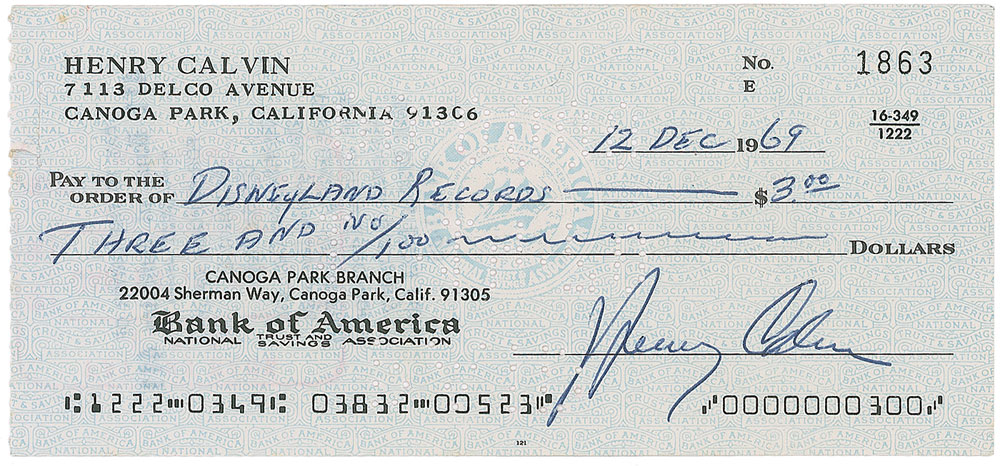 HENRY CALVIN
7113 DELCO AVENUE
CANOGA PARK, CALIFORNIA 91306
No. 1863
E
16-349
1222
12 DEC 1969
PAY TO THE
ORDER OF DISNEYLAND RECORDS $3.00
THREE AND NO/100 DOLLARS
CANOGA PARK BRANCH
22004 Sherman Way, Canoga Park, Calif. 91305
Bank of America
NATIONAL TRUST AND SAVINGS ASSOCIATION
Henry Calvin
⑆1222⑉0349⑆ 03832⑉00523⑈ ⑇0000000300⑇
121